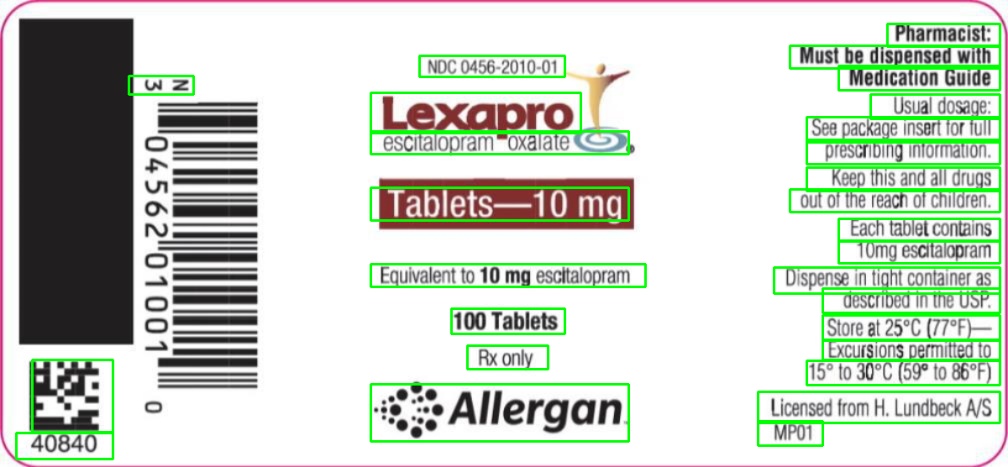 N
3
04562 01001 0
40840
NDC 0456-2010-01
Lexapro
escitalopram oxalate
Tablets—10 mg
Equivalent to 10 mg escitalopram
100 Tablets
Rx only
Allergan
Pharmacist:
Must be dispensed with
Medication Guide
Usual dosage:
See package insert for full
prescribing information.
Keep this and all drugs
out of the reach of children.
Each tablet contains
10mg escitalopram
Dispense in tight container as
described in the USP.
Store at 25°C (77°F)—
Excursions permitted to
15° to 30°C (59° to 86°F)
Licensed from H. Lundbeck A/S
MP01